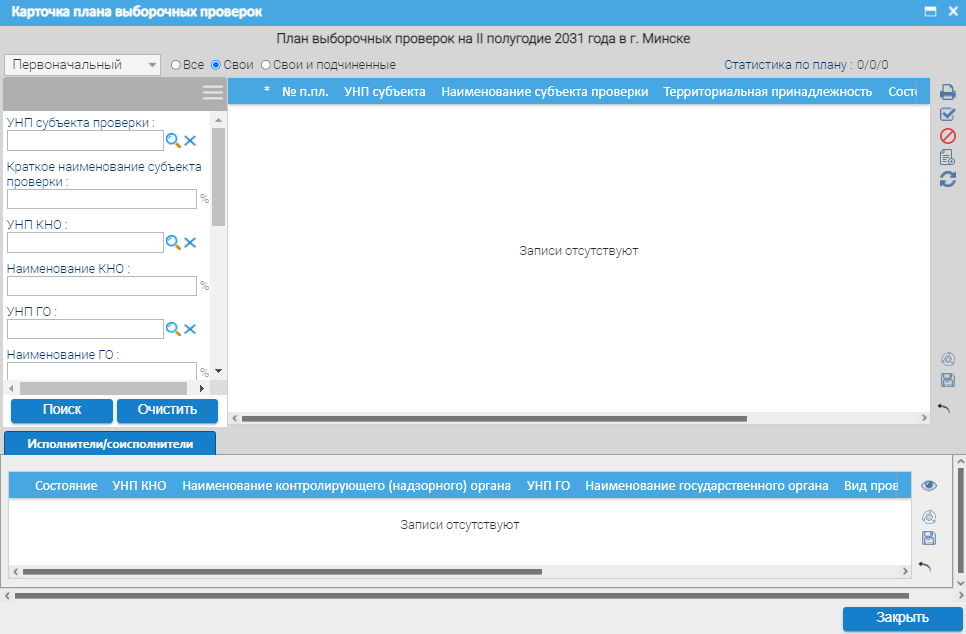 Карточка плана выборочных проверок
План выборочных проверок на II полугодие 2031 года в г. Минске
Первоначальный Все Свои Свои и подчиненные Статистика по плану : 0/0/0
* № п.пл. УНП субъекта Наименование субъекта проверки Территориальная принадлежность Сост
УНП субъекта проверки :
Краткое наименование субъекта
проверки :
%
УНП КНО :
Наименование КНО :
%
УНП ГО :
Наименование ГО :
%
Записи отсутствуют
Поиск Очистить
Исполнители/соисполнители
Состояние УНП КНО Наименование контролирующего (надзорного) органа УНП ГО Наименование государственного органа Вид пров
Записи отсутствуют
Закрыть